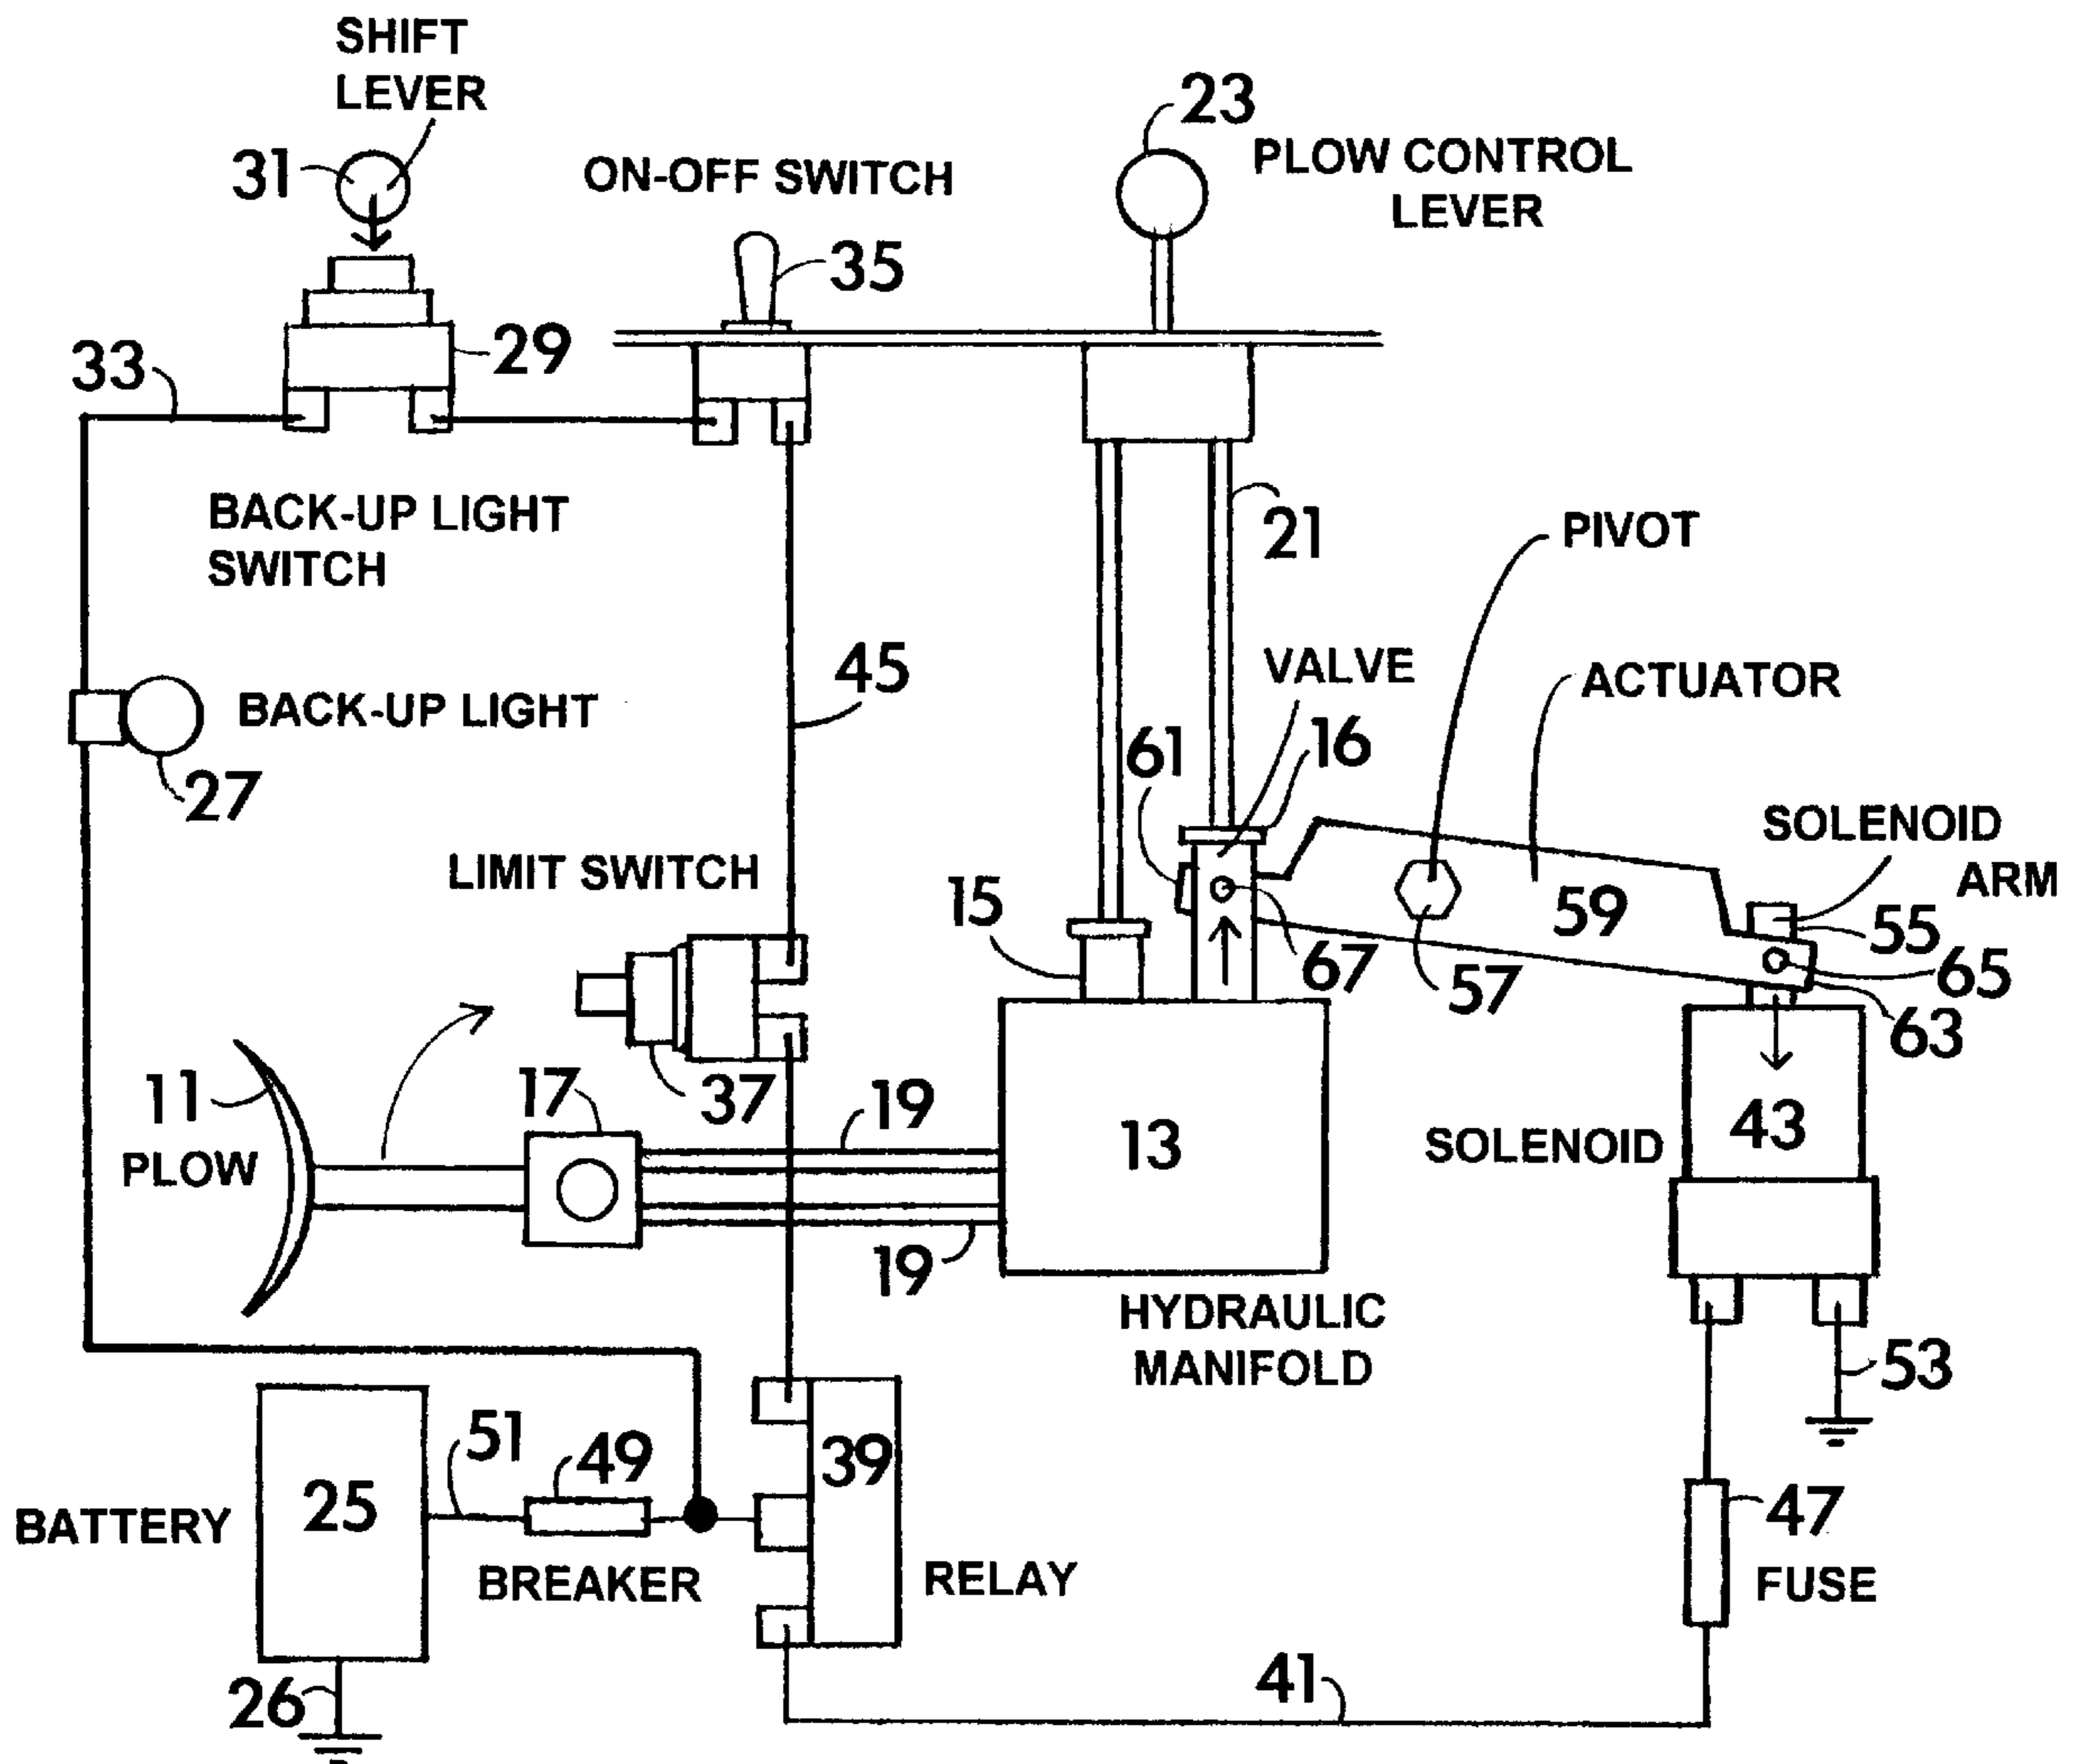 SHIFT
LEVER
31
23
PLOW CONTROL
LEVER
ON-OFF SWITCH
35
29
33
BACK-UP LIGHT
SWITCH
21
PIVOT
45
VALVE
ACTUATOR
BACK-UP LIGHT
27
61
16
SOLENOID
ARM
LIMIT SWITCH
15
59
55
67
57
65
63
11
PLOW
17
37
19
13
SOLENOID
43
19
HYDRAULIC
MANIFOLD
53
51
49
39
BATTERY
25
47
BREAKER
RELAY
FUSE
26
41